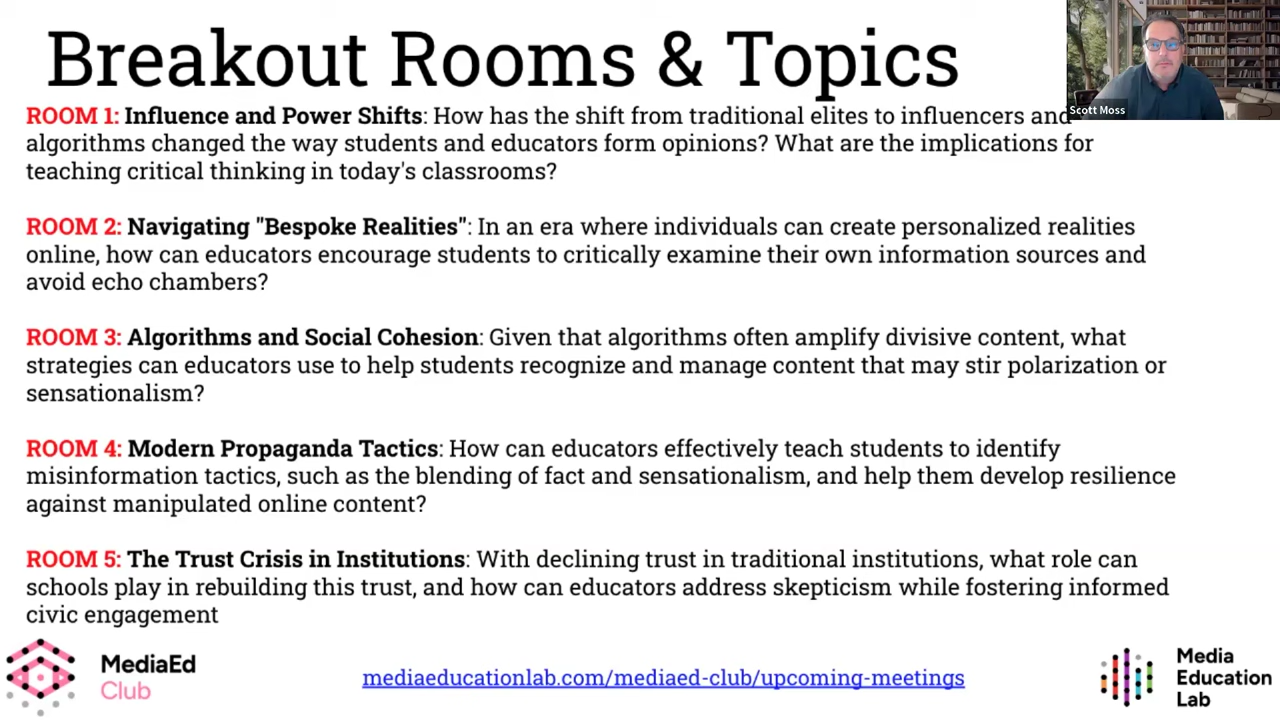 Breakout Rooms & Topics
Scott Moss
ROOM 1: Influence and Power Shifts: How has the shift from traditional elites to influencers and
algorithms changed the way students and educators form opinions? What are the implications for
teaching critical thinking in today's classrooms?
ROOM 2: Navigating "Bespoke Realities": In an era where individuals can create personalized realities
online, how can educators encourage students to critically examine their own information sources and
avoid echo chambers?
ROOM 3: Algorithms and Social Cohesion: Given that algorithms often amplify divisive content, what
strategies can educators use to help students recognize and manage content that may stir polarization or
sensationalism?
ROOM 4: Modern Propaganda Tactics: How can educators effectively teach students to identify
misinformation tactics, such as the blending of fact and sensationalism, and help them develop resilience
against manipulated online content?
ROOM 5: The Trust Crisis in Institutions: With declining trust in traditional institutions, what role can
schools play in rebuilding this trust, and how can educators address skepticism while fostering informed
civic engagement
MediaEd
Club
mediaeducationlab.com/mediaed-club/upcoming-meetings
Media
Education
Lab